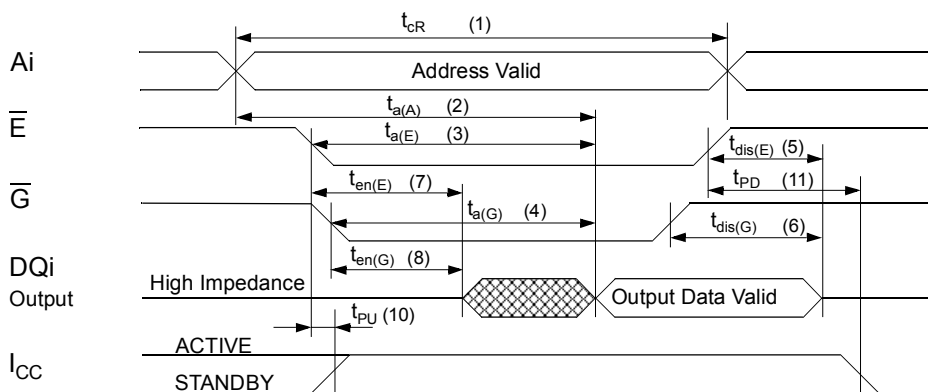 t_cR (1)
Ai
Address Valid
t_a(A) (2)
E̅
t_a(E) (3)
t_dis(E) (5)
t_en(E) (7)
t_PD (11)
G̅
t_a(G) (4)
t_dis(G) (6)
t_en(G) (8)
DQi
Output
High Impedance
Output Data Valid
t_PU (10)
ACTIVE
I_CC
STANDBY